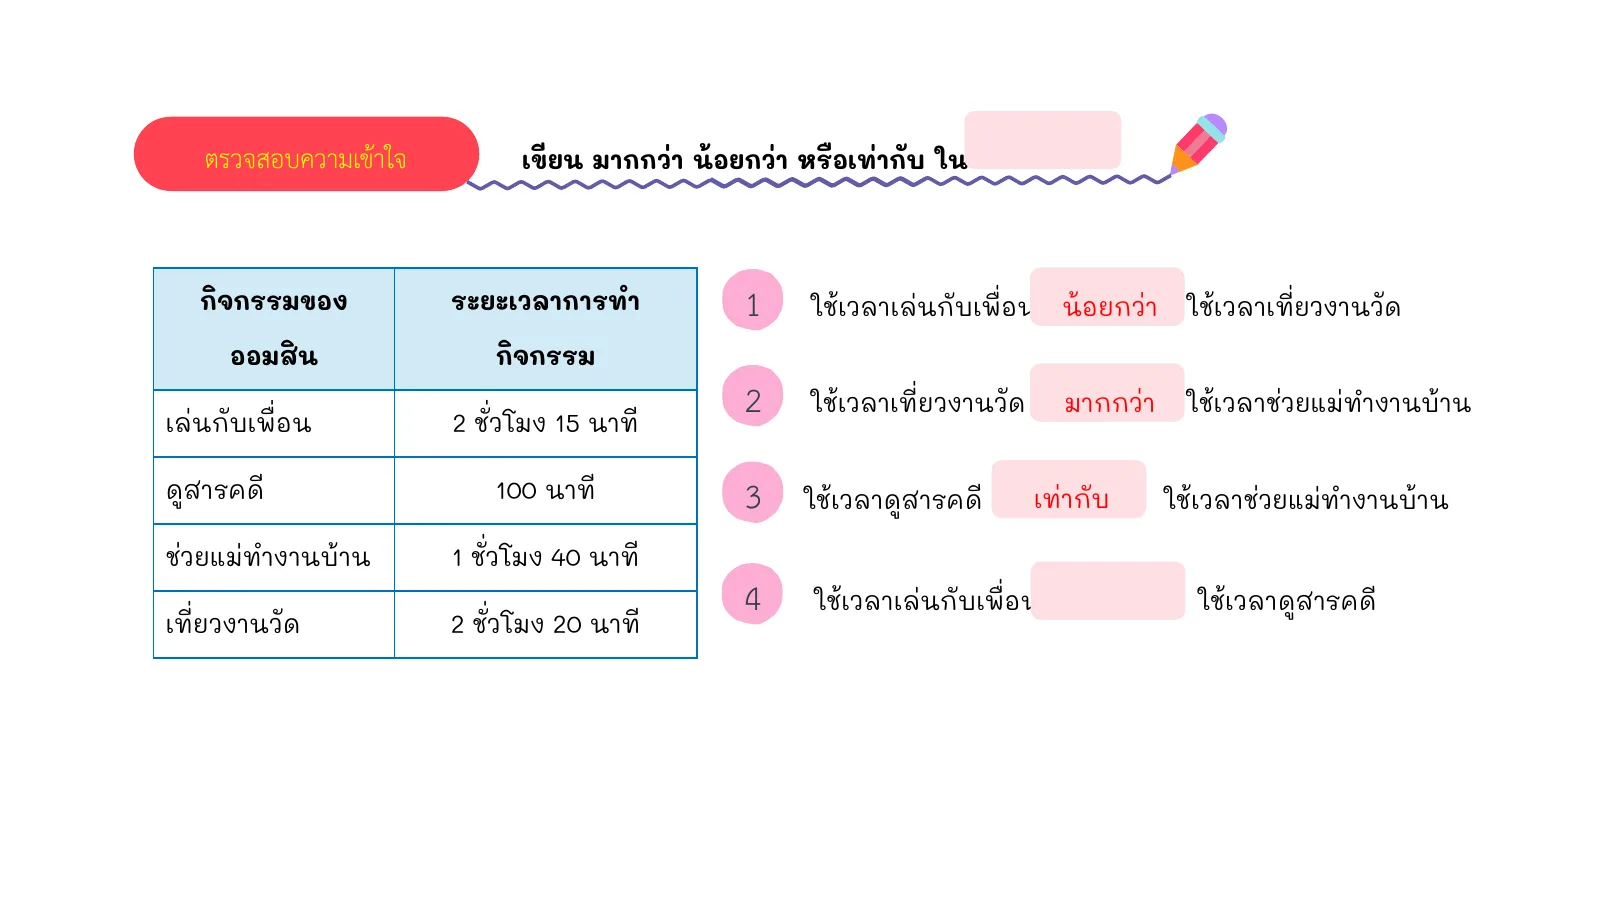 ตรวจสอบความเข้าใจ
เขียน มากกว่า น้อยกว่า หรือเท่ากับ ใน
กิจกรรมของ
ออมสิน
ระยะเวลาการทำ
กิจกรรม
เล่นกับเพื่อน
2 ชั่วโมง 15 นาที
ดูสารคดี
100 นาที
ช่วยแม่ทำงานบ้าน
1 ชั่วโมง 40 นาที
เที่ยวงานวัด
2 ชั่วโมง 20 นาที
1 ใช้เวลาเล่นกับเพื่อน น้อยกว่า ใช้เวลาเที่ยวงานวัด
2 ใช้เวลาเที่ยวงานวัด มากกว่า ใช้เวลาช่วยแม่ทำงานบ้าน
3 ใช้เวลาดูสารคดี เท่ากับ ใช้เวลาช่วยแม่ทำงานบ้าน
4 ใช้เวลาเล่นกับเพื่อน ใช้เวลาดูสารคดี